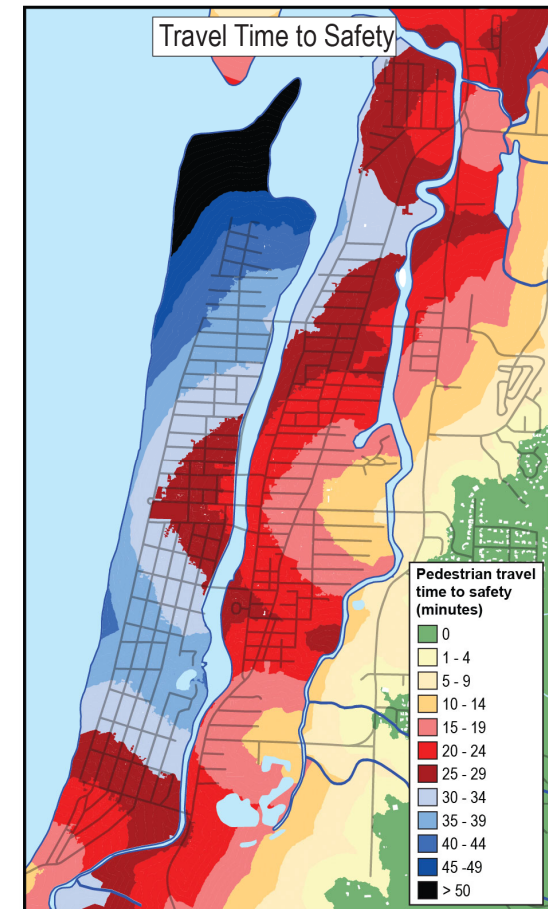 Travel Time to Safety
Pedestrian travel
time to safety
(minutes)
0
1 - 4
5 - 9
10 - 14
15 - 19
20 - 24
25 - 29
30 - 34
35 - 39
40 - 44
45 -49
> 50